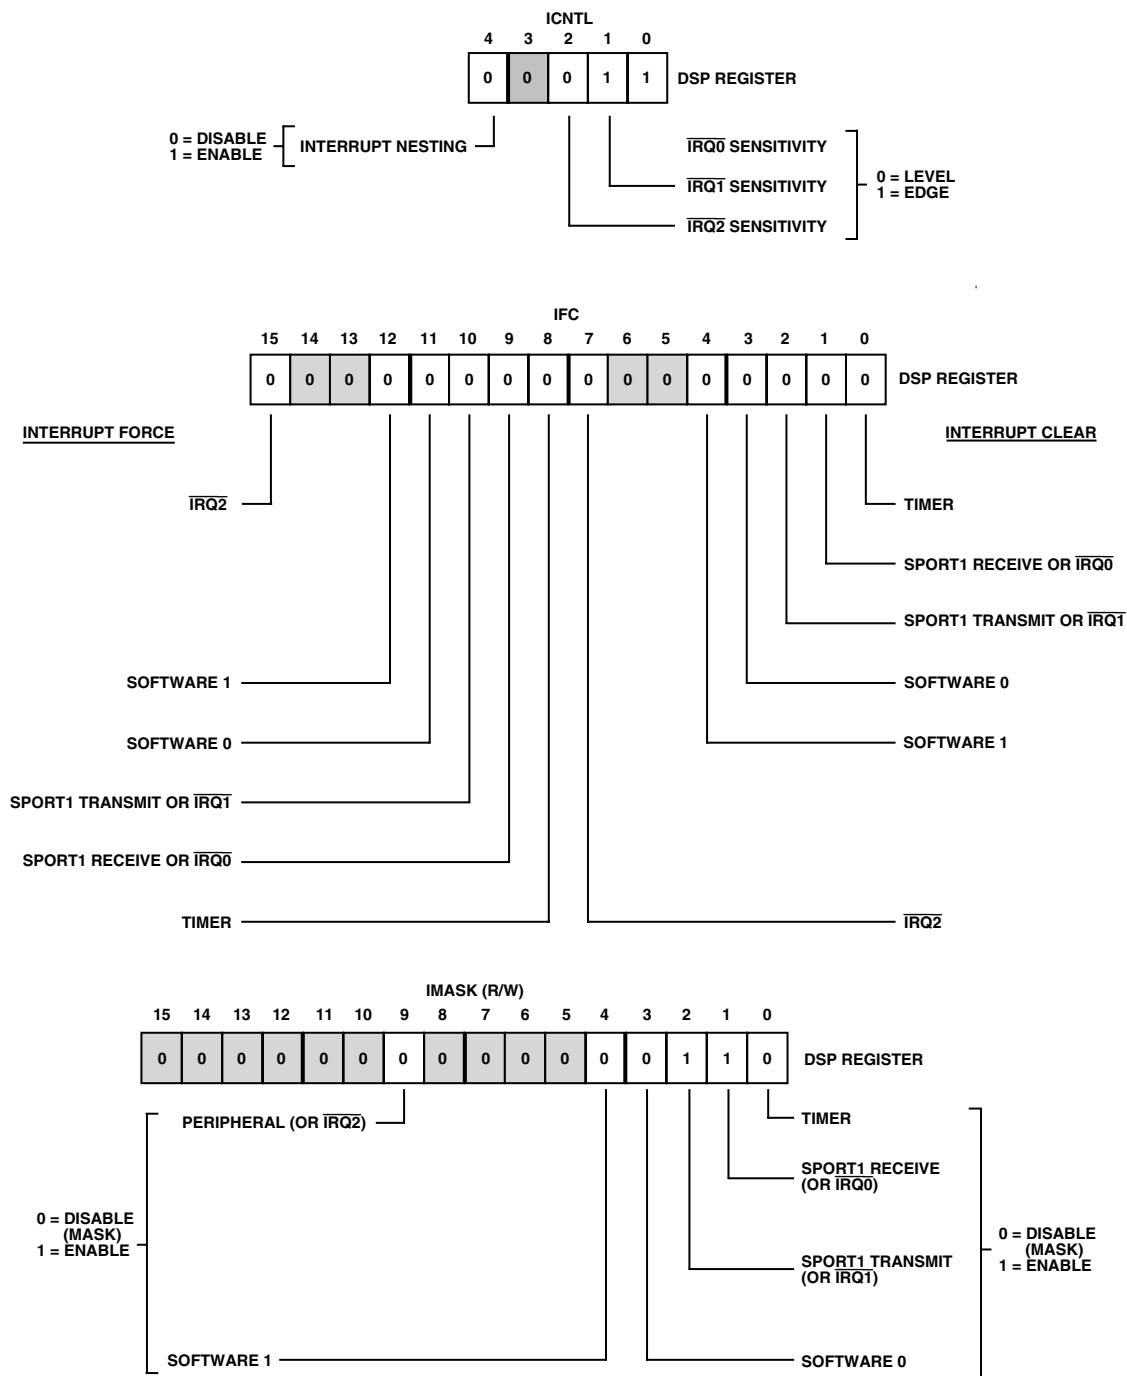 ICNTL
4 3 2 1 0
0 0 0 1 1 DSP REGISTER
0 = DISABLE
1 = ENABLE
INTERRUPT NESTING
IRQ0 SENSITIVITY
IRQ1 SENSITIVITY
IRQ2 SENSITIVITY
0 = LEVEL
1 = EDGE
IFC
15 14 13 12 11 10 9 8 7 6 5 4 3 2 1 0
0 0 0 0 0 0 0 0 0 0 0 0 0 0 0 0 DSP REGISTER
INTERRUPT FORCE
INTERRUPT CLEAR
IRQ2
TIMER
SPORT1 RECEIVE OR IRQ0
SPORT1 TRANSMIT OR IRQ1
SOFTWARE 1
SOFTWARE 0
SOFTWARE 0
SOFTWARE 1
SPORT1 TRANSMIT OR IRQ1
SPORT1 RECEIVE OR IRQ0
TIMER
IRQ2
IMASK (R/W)
15 14 13 12 11 10 9 8 7 6 5 4 3 2 1 0
0 0 0 0 0 0 0 0 0 0 0 0 0 1 1 0 DSP REGISTER
PERIPHERAL (OR IRQ2)
TIMER
SPORT1 RECEIVE
(OR IRQ0)
0 = DISABLE
(MASK)
1 = ENABLE
0 = DISABLE
(MASK)
1 = ENABLE
SPORT1 TRANSMIT
(OR IRQ1)
SOFTWARE 1
SOFTWARE 0